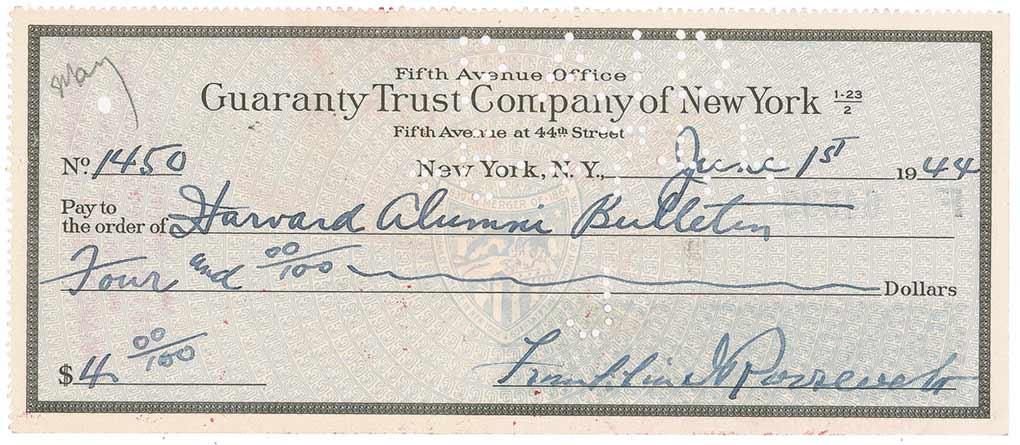 May
Fifth Avenue Office
Guaranty Trust Company of New York 1-23/2
Fifth Avenue at 44th Street
No. 1450 New York, N. Y., June 1st 1944
Pay to
the order of Harvard Alumni Bulletin
Four and 00/100 Dollars
$ 4. 00/100
Franklin D Roosevelt